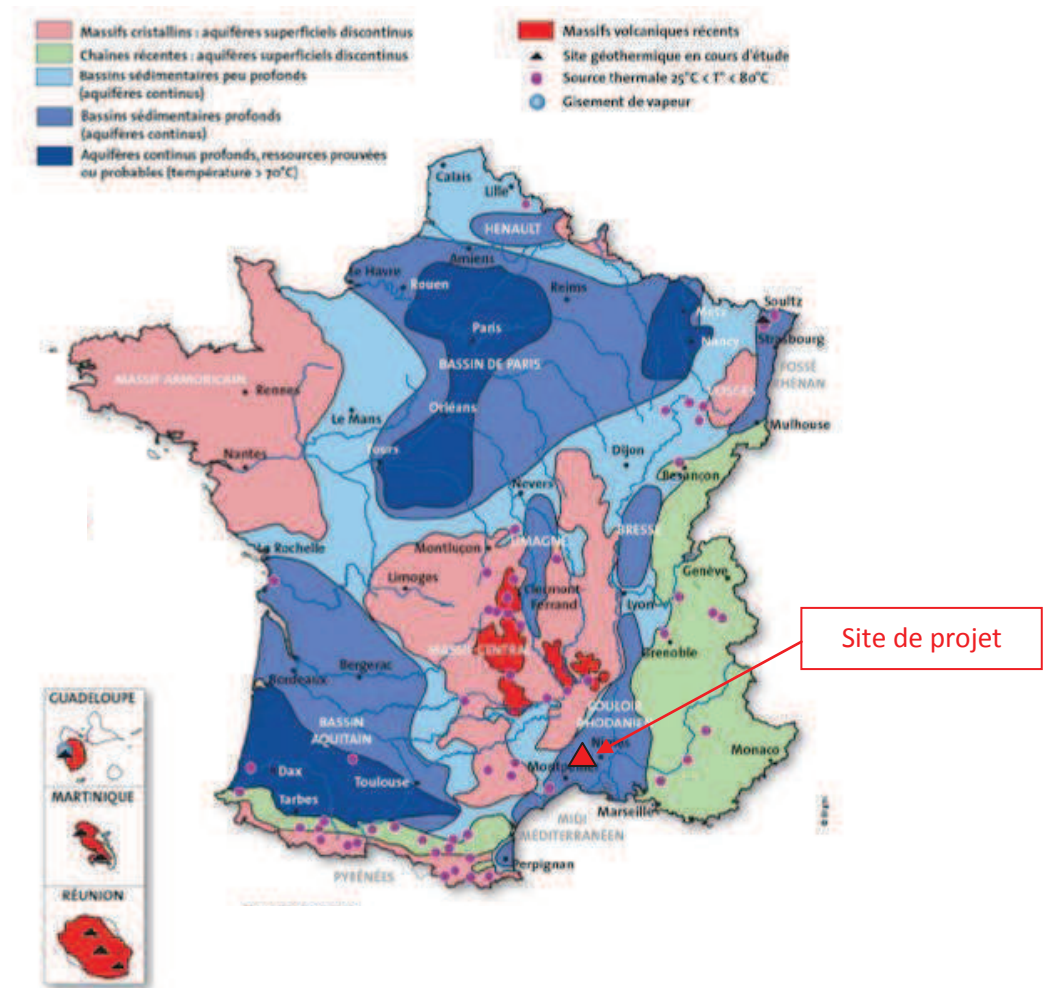 Massifs cristallins : aquifères superficiels discontinus
Chaînes récentes : aquifères superficiels discontinus
Bassins sédimentaires peu profonds
(aquifères continus)
Bassins sédimentaires profonds
(aquifères continus)
Aquifères continus profonds, ressources prouvées
ou probables (température > 70°C)
Massifs volcaniques récents
Site géothermique en cours d'étude
Source thermale 25°C < T° < 80°C
Gisement de vapeur
Calais
Lille
HENAULT
Amiens
Le Havre
Rouen
Reims
Metz
Soultz
Paris
Nancy
Strasbourg
BASSIN DE PARIS
FOSSÉ
RHÉNAN
MASSIF ARMORICAIN
Rennes
VOSGES
Le Mans
Orléans
Mulhouse
Nantes
Tours
Dijon
Besançon
Nevers
LIMAGNE
BRESSE
La Rochelle
Montluçon
Genève
Limoges
Clermont-
Ferrand
Lyon
Site de projet
MASSIF CENTRAL
Grenoble
Bergerac
Bordeaux
COULOIR
RHODANIEN
BASSIN
AQUITAIN
Nîmes
Monaco
Dax
Toulouse
Montpellier
Tarbes
Marseille
MIDI
MÉDITERRANÉEN
Perpignan
PYRÉNÉES
GUADELOUPE
MARTINIQUE
RÉUNION